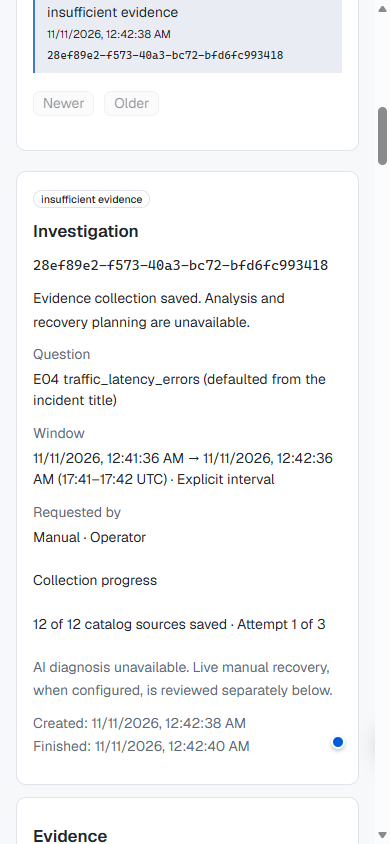 insufficient evidence
11/11/2026, 12:42:38 AM
28ef89e2-f573-40a3-bc72-bfd6fc993418
Newer Older
insufficient evidence
Investigation
28ef89e2-f573-40a3-bc72-bfd6fc993418
Evidence collection saved. Analysis and
recovery planning are unavailable.
Question
E04 traffic_latency_errors (defaulted from the
incident title)
Window
11/11/2026, 12:41:36 AM → 11/11/2026, 12:42:36
AM (17:41–17:42 UTC) · Explicit interval
Requested by
Manual · Operator
Collection progress
12 of 12 catalog sources saved · Attempt 1 of 3
AI diagnosis unavailable. Live manual recovery,
when configured, is reviewed separately below.
Created: 11/11/2026, 12:42:38 AM
Finished: 11/11/2026, 12:42:40 AM
Evidence